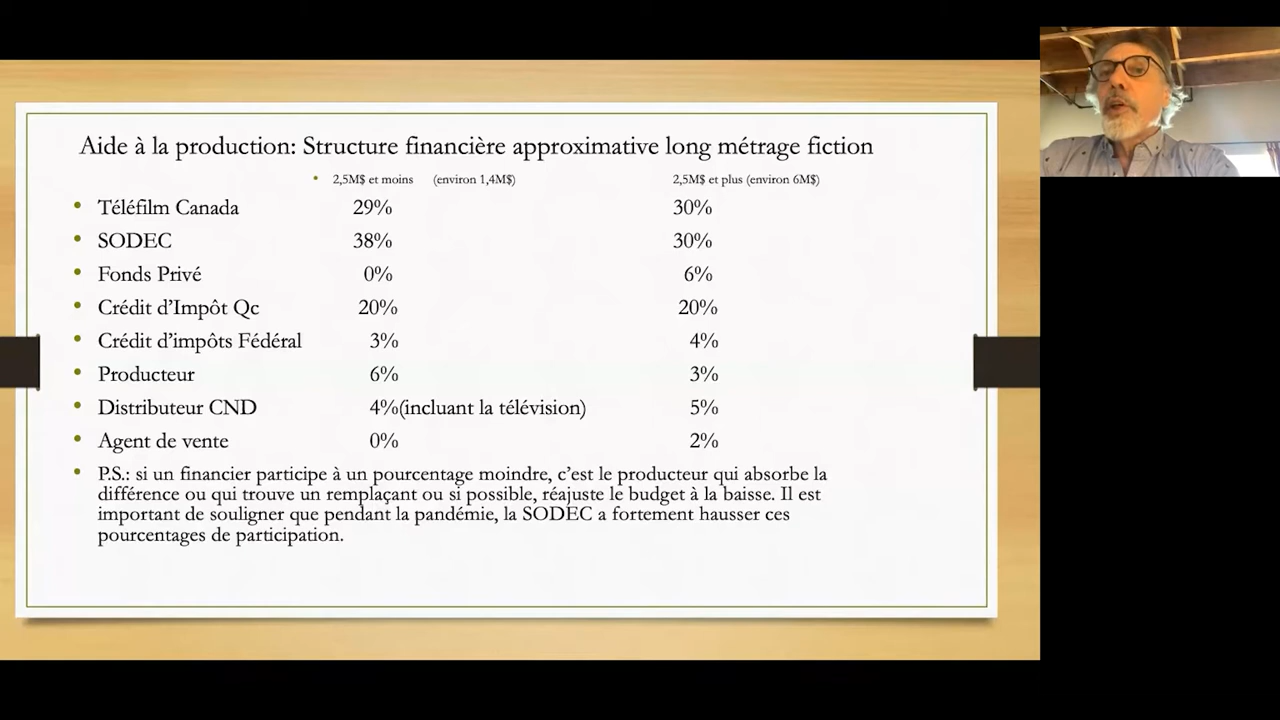 Aide à la production: Structure financière approximative long métrage fiction
• 2,5M$ et moins (environ 1,4M$) 2,5M$ et plus (environ 6M$)
• Téléfilm Canada 29% 30%
• SODEC 38% 30%
• Fonds Privé 0% 6%
• Crédit d'Impôt Qc 20% 20%
• Crédit d'impôts Fédéral 3% 4%
• Producteur 6% 3%
• Distributeur CND 4%(incluant la télévision) 5%
• Agent de vente 0% 2%
• P.S.: si un financier participe à un pourcentage moindre, c'est le producteur qui absorbe la
différence ou qui trouve un remplaçant ou si possible, réajuste le budget à la baisse. Il est
important de souligner que pendant la pandémie, la SODEC a fortement hausser ces
pourcentages de participation.